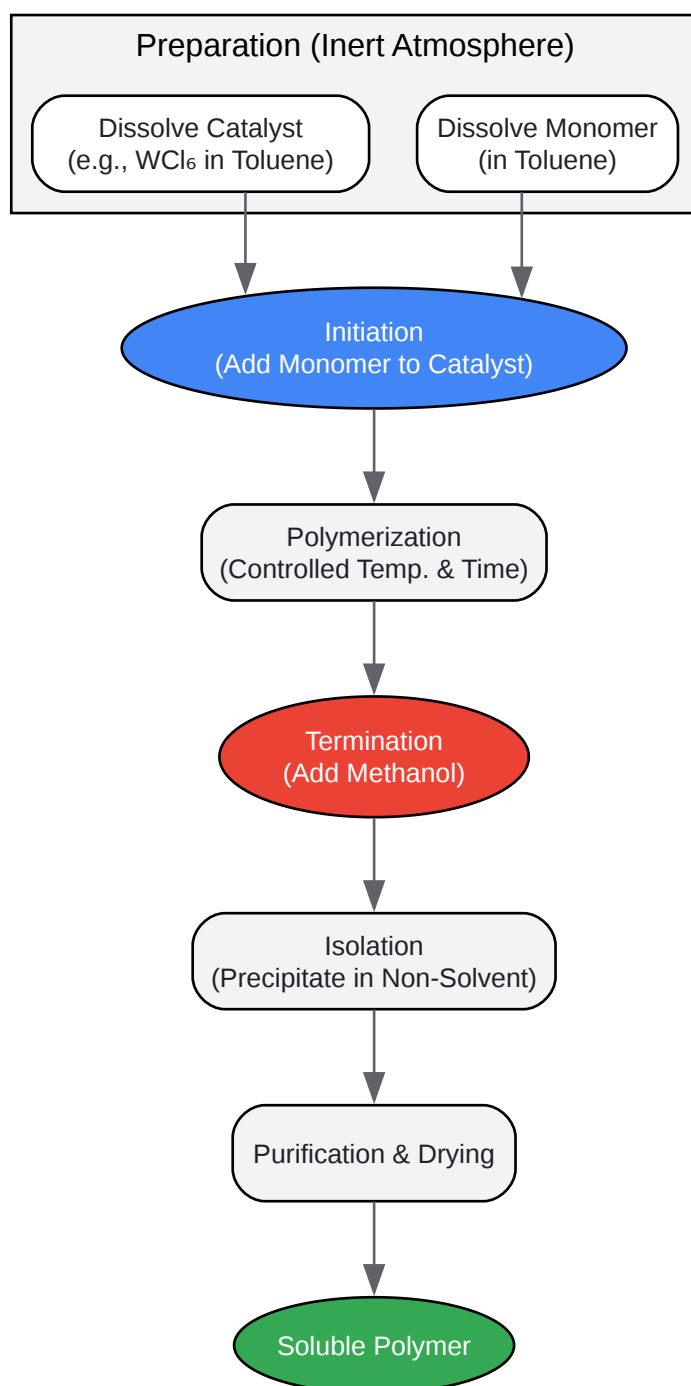 Preparation (Inert Atmosphere)
Dissolve Catalyst
(e.g., WCl₆ in Toluene)
Dissolve Monomer
(in Toluene)
Initiation
(Add Monomer to Catalyst)
Polymerization
(Controlled Temp. & Time)
Termination
(Add Methanol)
Isolation
(Precipitate in Non-Solvent)
Purification & Drying
Soluble Polymer